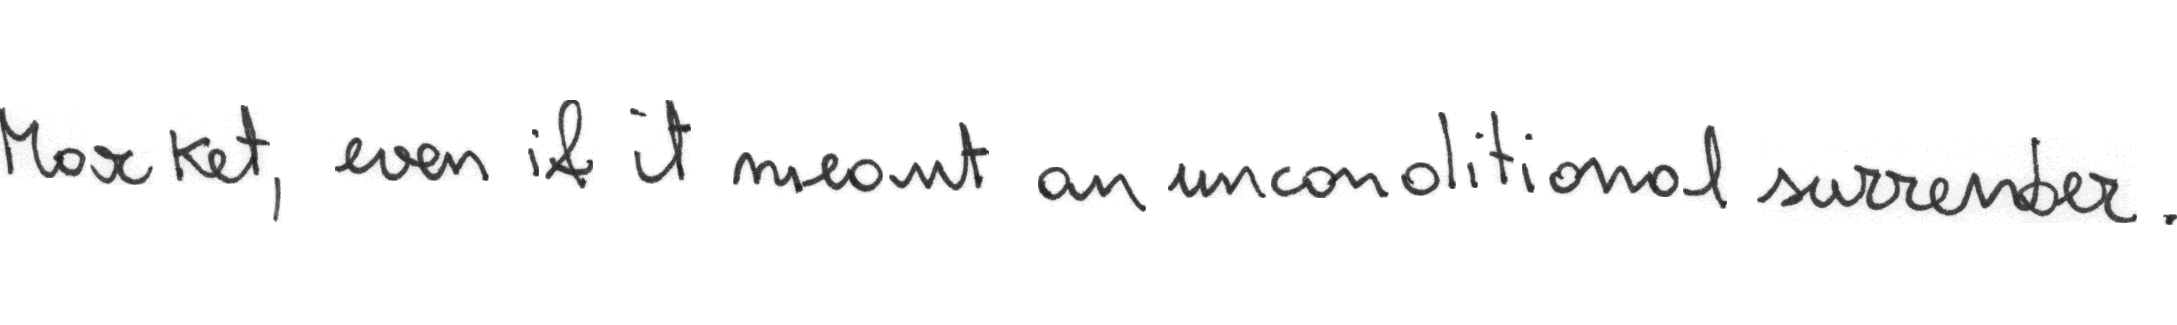 Market, even if it meant an unconditional surrender.